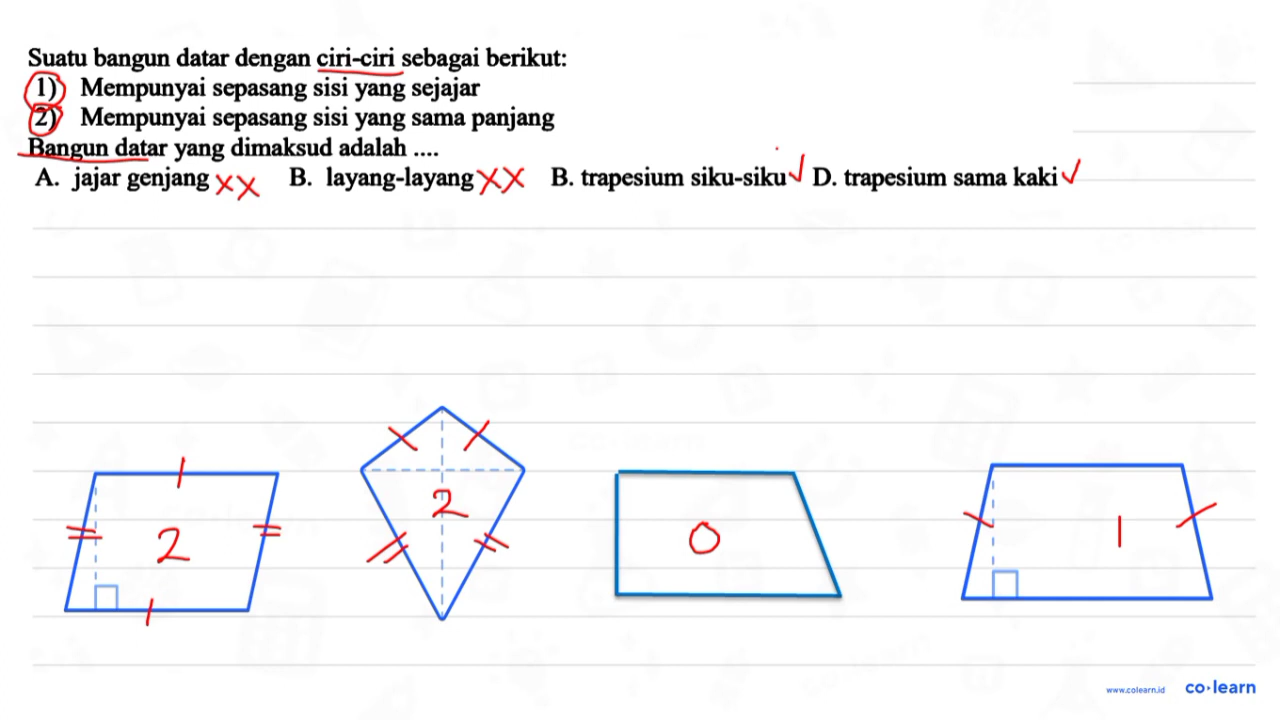 Suatu bangun datar dengan ciri-ciri sebagai berikut:
1) Mempunyai sepasang sisi yang sejajar
2) Mempunyai sepasang sisi yang sama panjang
Bangun datar yang dimaksud adalah ....
A. jajar genjang XX B. layang-layang XX B. trapesium siku-siku ✓ D. trapesium sama kaki ✓
2 2 0 1
www.colearn.id co·learn